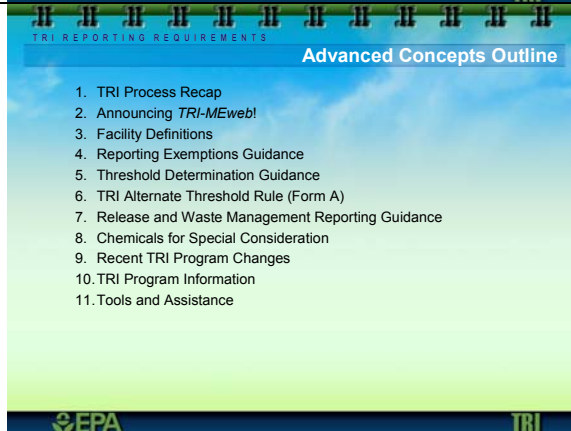 TRI REPORTING REQUIREMENTS
Advanced Concepts Outline
1. TRI Process Recap
2. Announcing TRI-MEweb!
3. Facility Definitions
4. Reporting Exemptions Guidance
5. Threshold Determination Guidance
6. TRI Alternate Threshold Rule (Form A)
7. Release and Waste Management Reporting Guidance
8. Chemicals for Special Consideration
9. Recent TRI Program Changes
10. TRI Program Information
11. Tools and Assistance
EPA
TRI